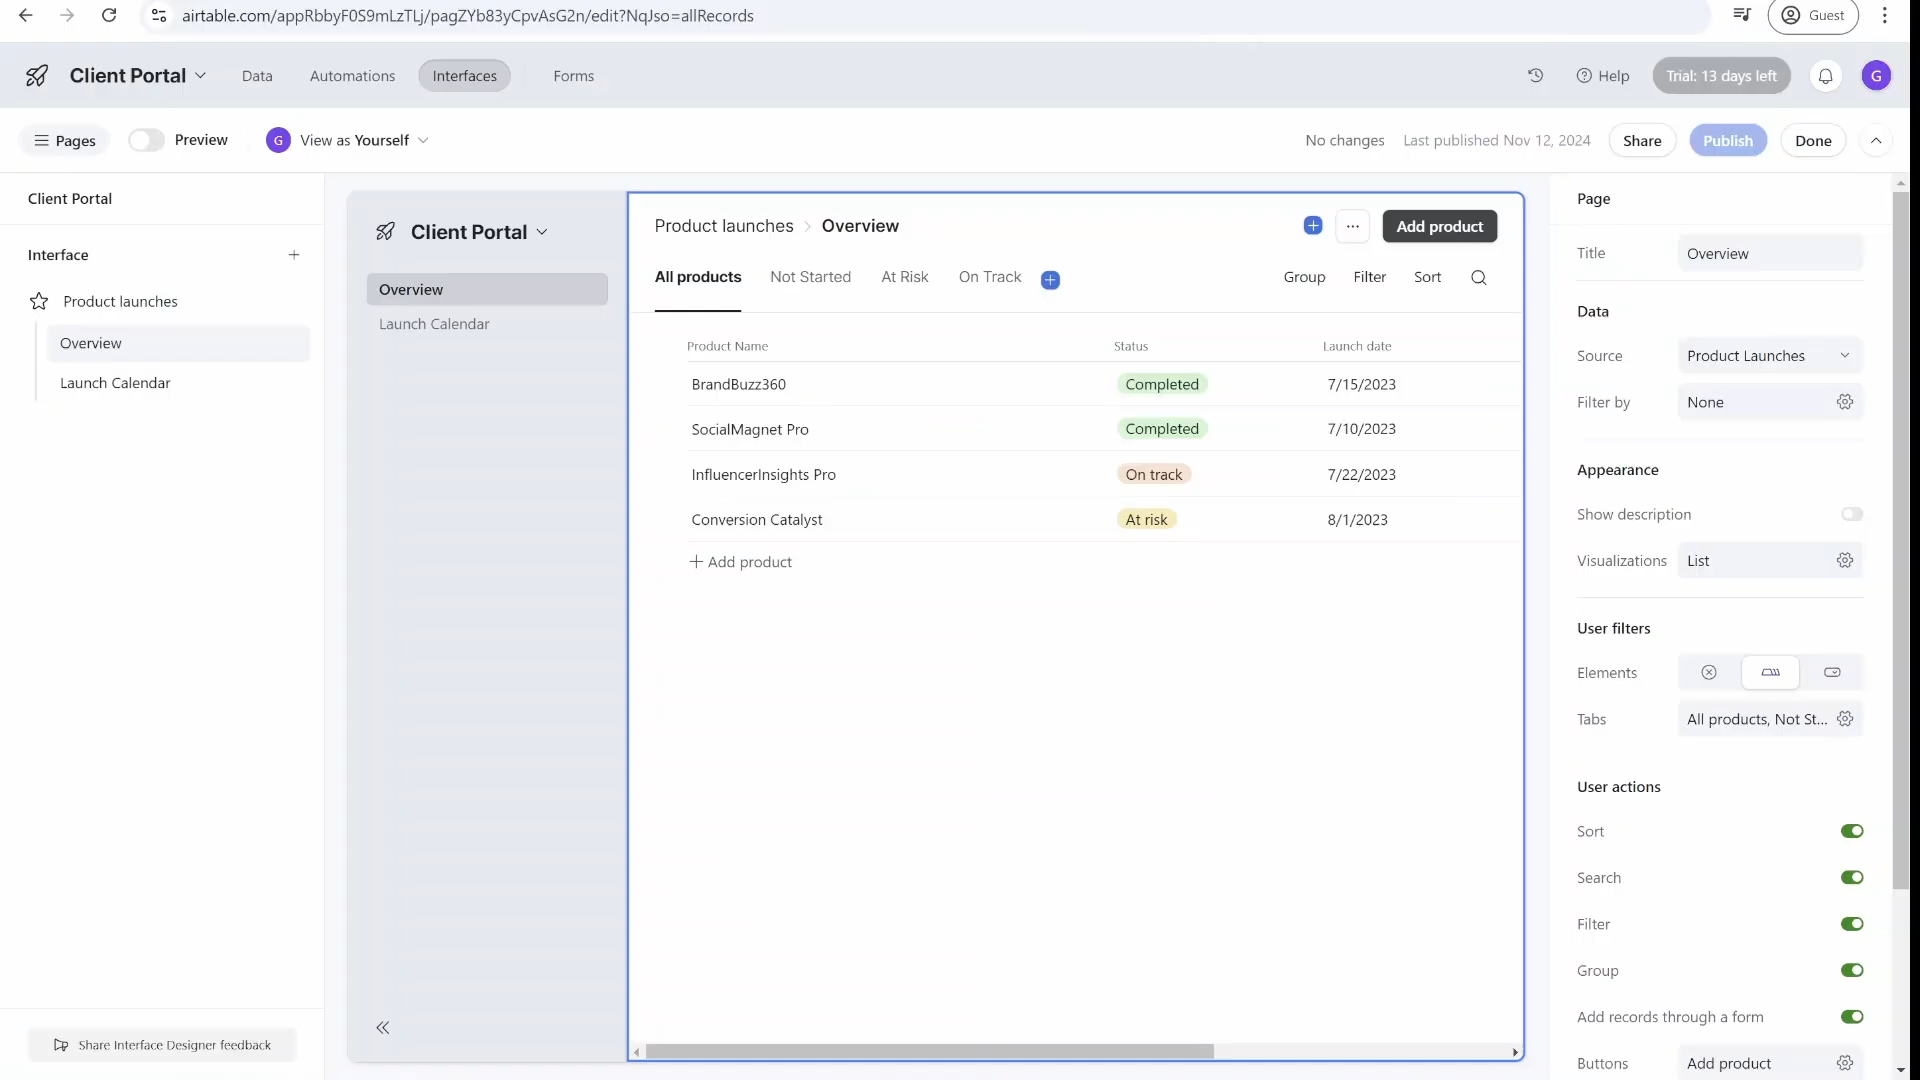 airtable.com/appRbbyF0S9mLzTLj/pagZYb83yCpvAsG2n/edit?NqJso=allRecords
Guest
Client Portal
Data
Automations
Interfaces
Forms
Help
Trial: 13 days left
G
Pages
Preview
G
View as Yourself
No changes
Last published Nov 12, 2024
Share
Publish
Done
Client Portal
Interface
Product launches
Overview
Launch Calendar
Share Interface Designer feedback
Client Portal
Overview
Launch Calendar
Product launches > Overview
Add product
All products
Not Started
At Risk
On Track
Group
Filter
Sort
Product Name
Status
Launch date
BrandBuzz360
Completed
7/15/2023
SocialMagnet Pro
Completed
7/10/2023
InfluencerInsights Pro
On track
7/22/2023
Conversion Catalyst
At risk
8/1/2023
+ Add product
Page
Title
Overview
Data
Source
Product Launches
Filter by
None
Appearance
Show description
Visualizations
List
User filters
Elements
Tabs
All products, Not St...
User actions
Sort
Search
Filter
Group
Add records through a form
Buttons
Add product